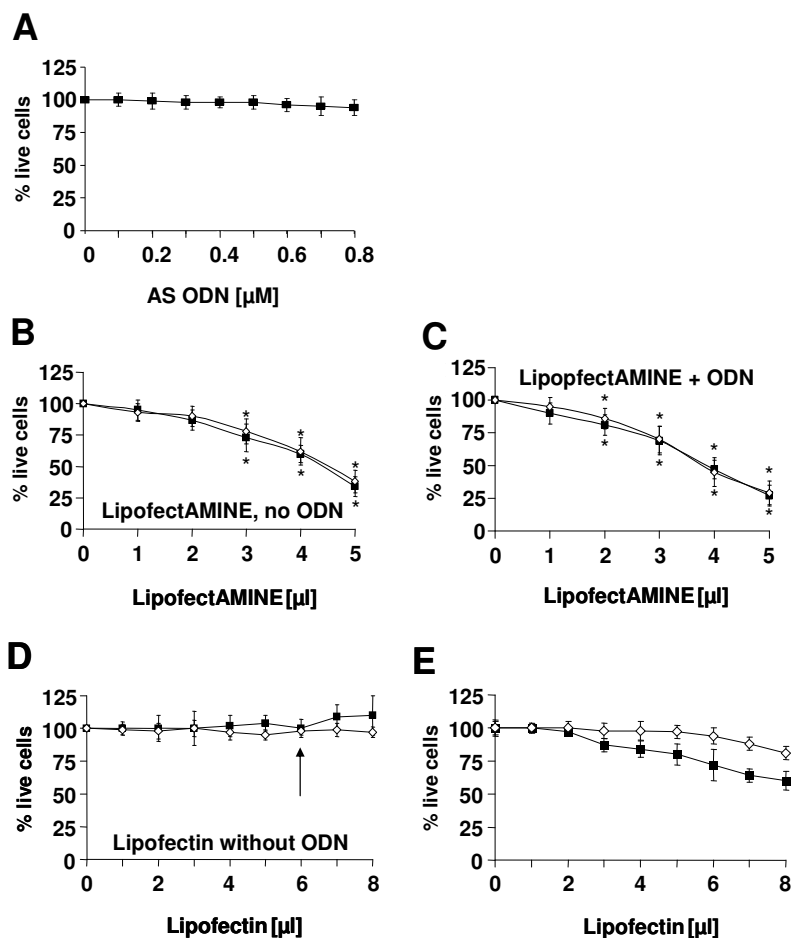 A
125
100
75
50
25
0
% live cells
0 0.2 0.4 0.6 0.8
AS ODN [µM]
B
125
100
75
50
25
0
% live cells
* * *
* * *
LipofectAMINE, no ODN
0 1 2 3 4 5
LipofectAMINE [µl]
C
125
100
75
50
25
0
% live cells
LipopfectAMINE + ODN
* * * *
* * * *
0 1 2 3 4 5
LipofectAMINE [µl]
D
125
100
75
50
25
0
% live cells
Lipofectin without ODN
0 2 4 6 8
Lipofectin [µl]
E
125
100
75
50
25
0
% live cells
0 2 4 6 8
Lipofectin [µl]